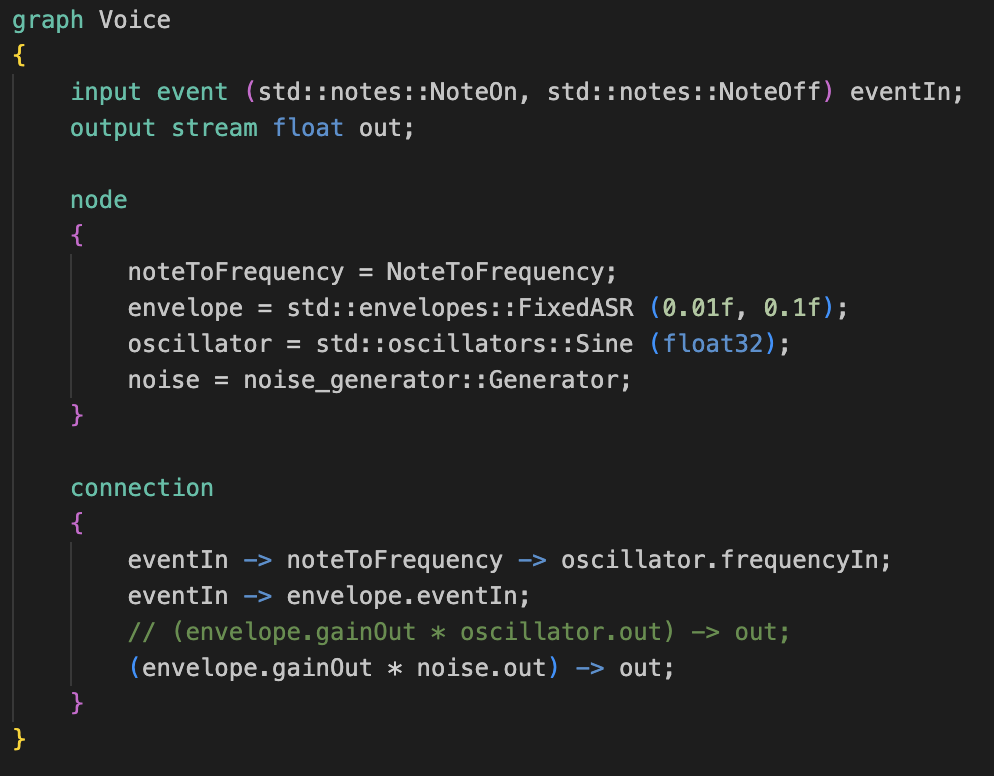 graph Voice
{
    input event (std::notes::NoteOn, std::notes::NoteOff) eventIn;
    output stream float out;

    node
    {
        noteToFrequency = NoteToFrequency;
        envelope = std::envelopes::FixedASR (0.01f, 0.1f);
        oscillator = std::oscillators::Sine (float32);
        noise = noise_generator::Generator;
    }

    connection
    {
        eventIn -> noteToFrequency -> oscillator.frequencyIn;
        eventIn -> envelope.eventIn;
        // (envelope.gainOut * oscillator.out) -> out;
        (envelope.gainOut * noise.out) -> out;
    }
}